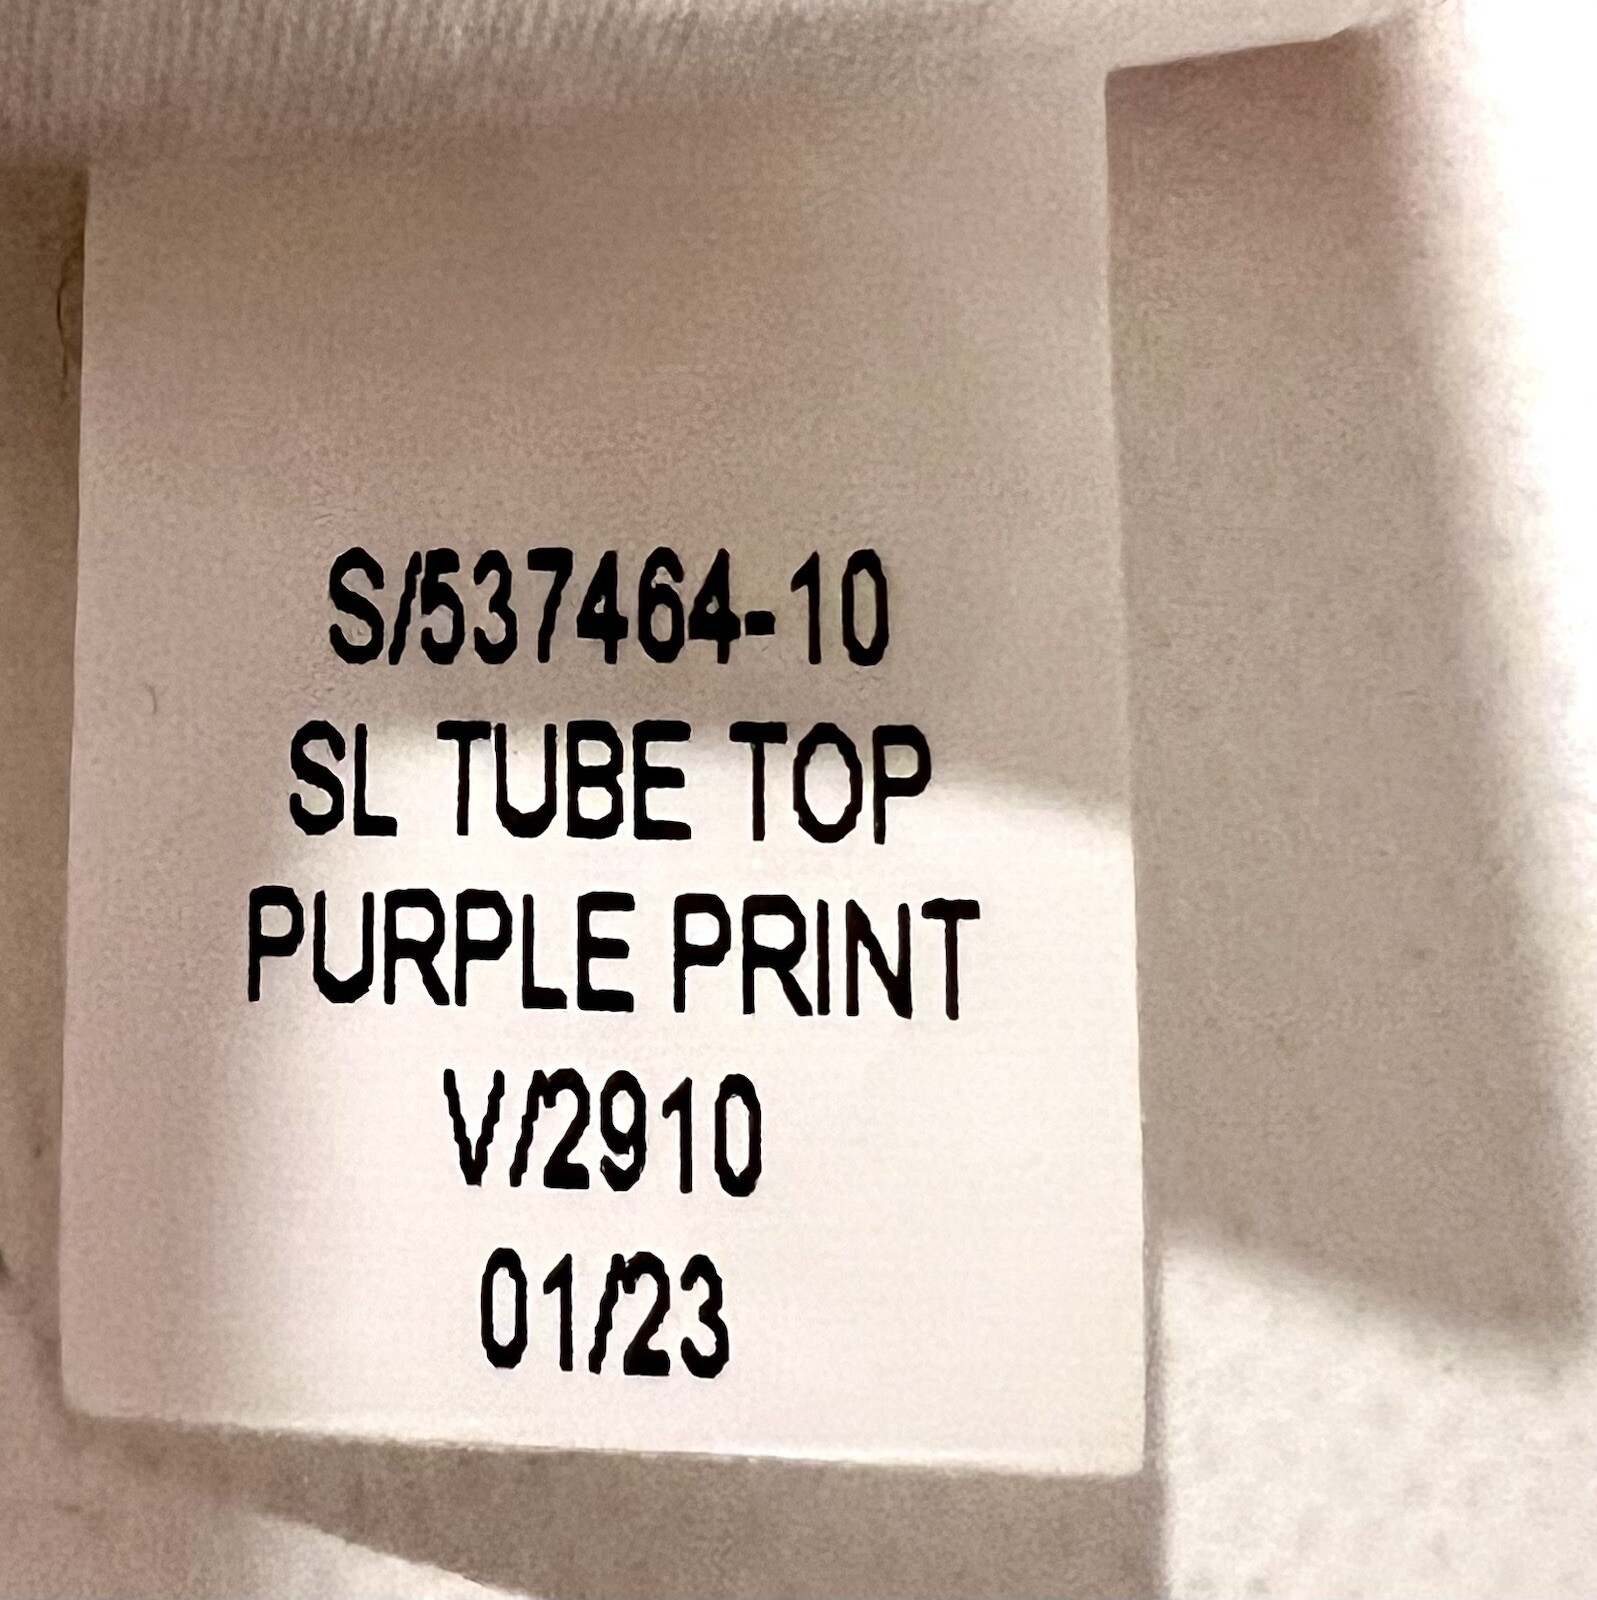 S/537464-10
SL TUBE TOP
PURPLE PRINT
V/2910
01/23